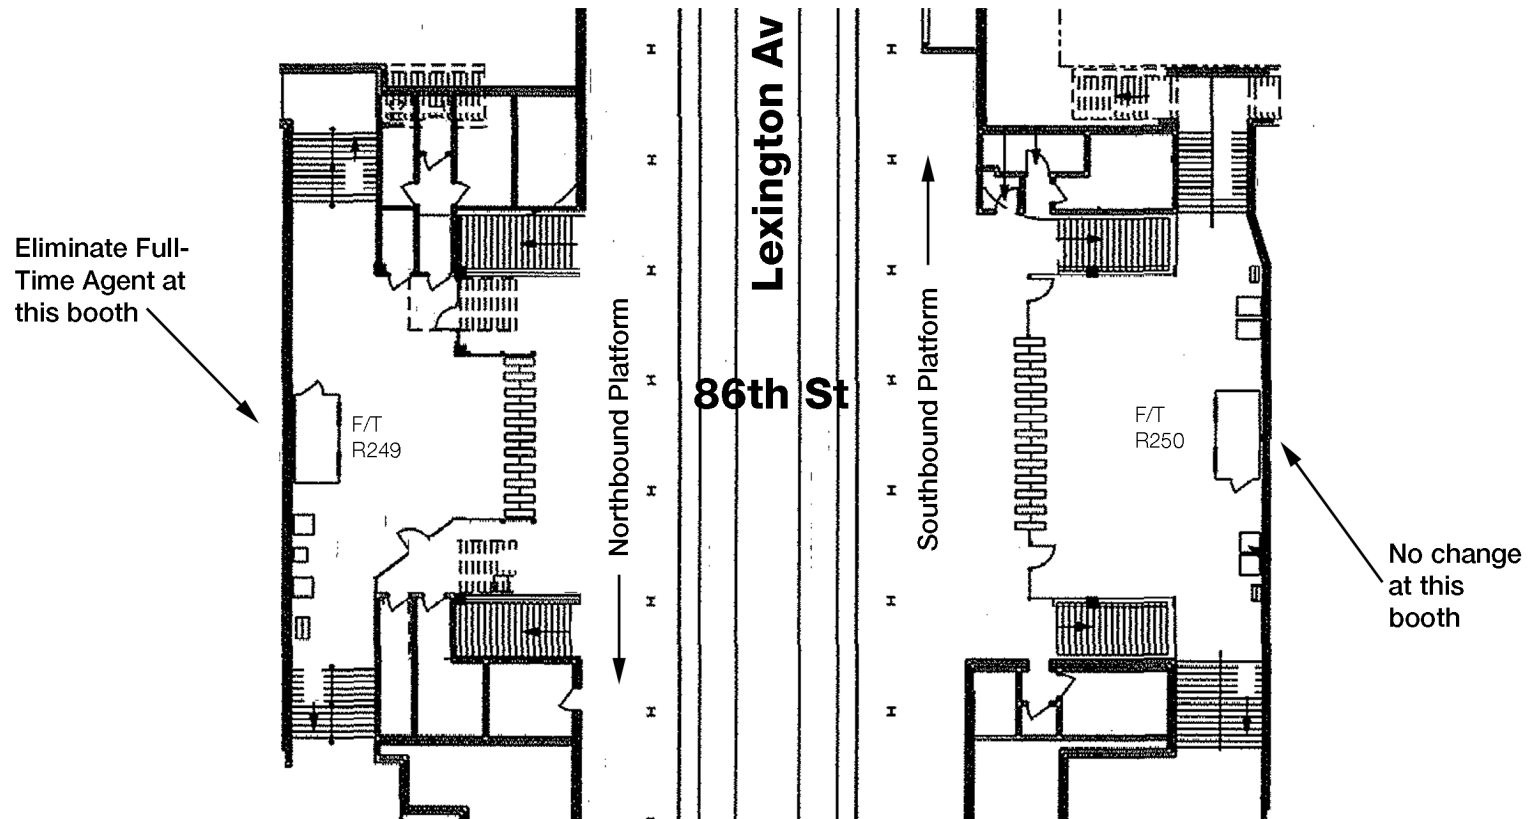 Lexington Av
86th St
Eliminate Full-
Time Agent at
this booth
F/T
R249
Northbound Platform
Southbound Platform
F/T
R250
No change
at this
booth